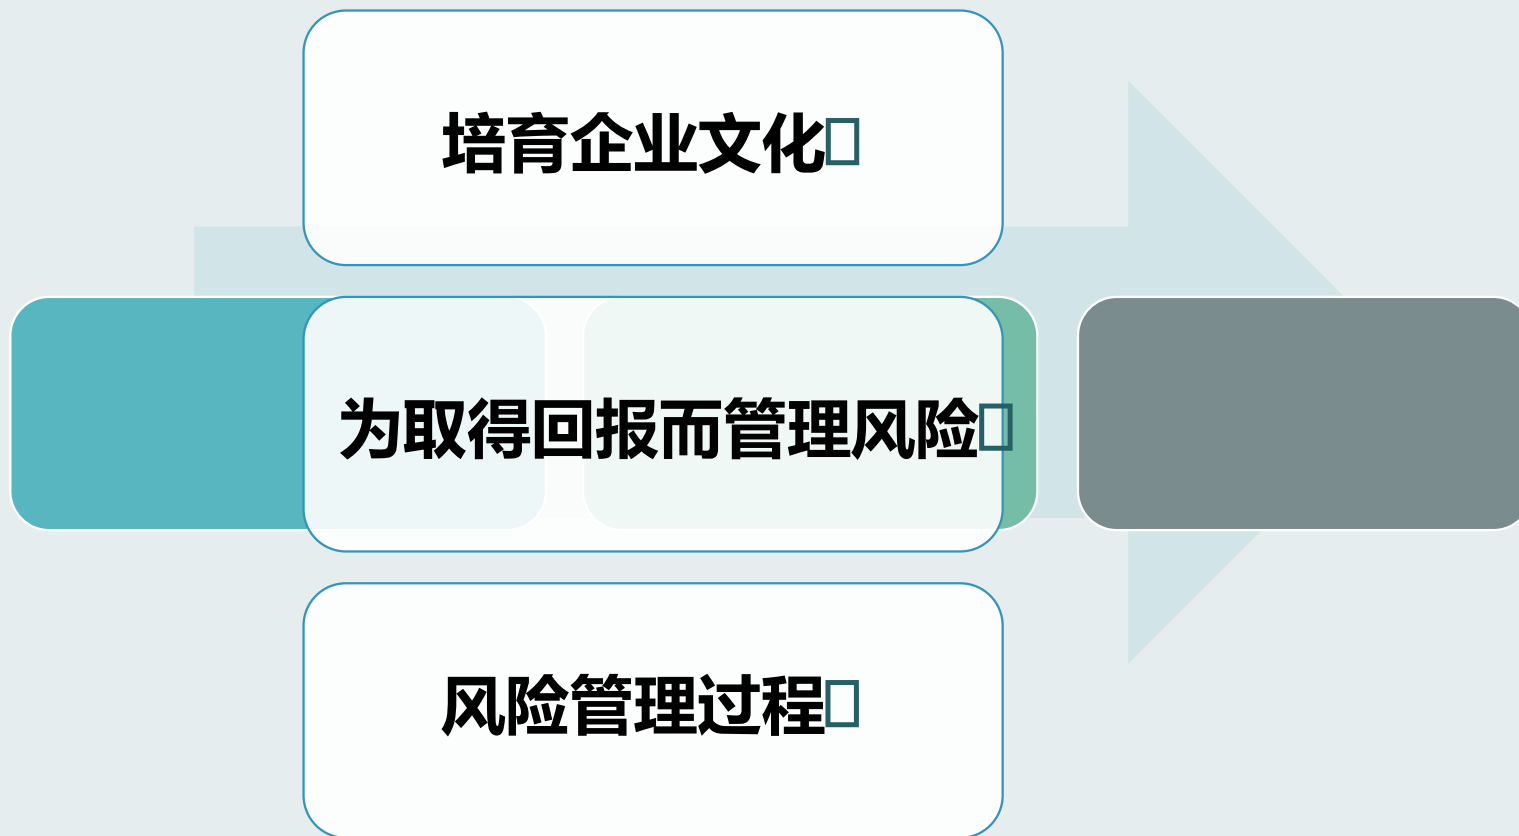 培育企业文化
为取得回报而管理风险
风险管理过程